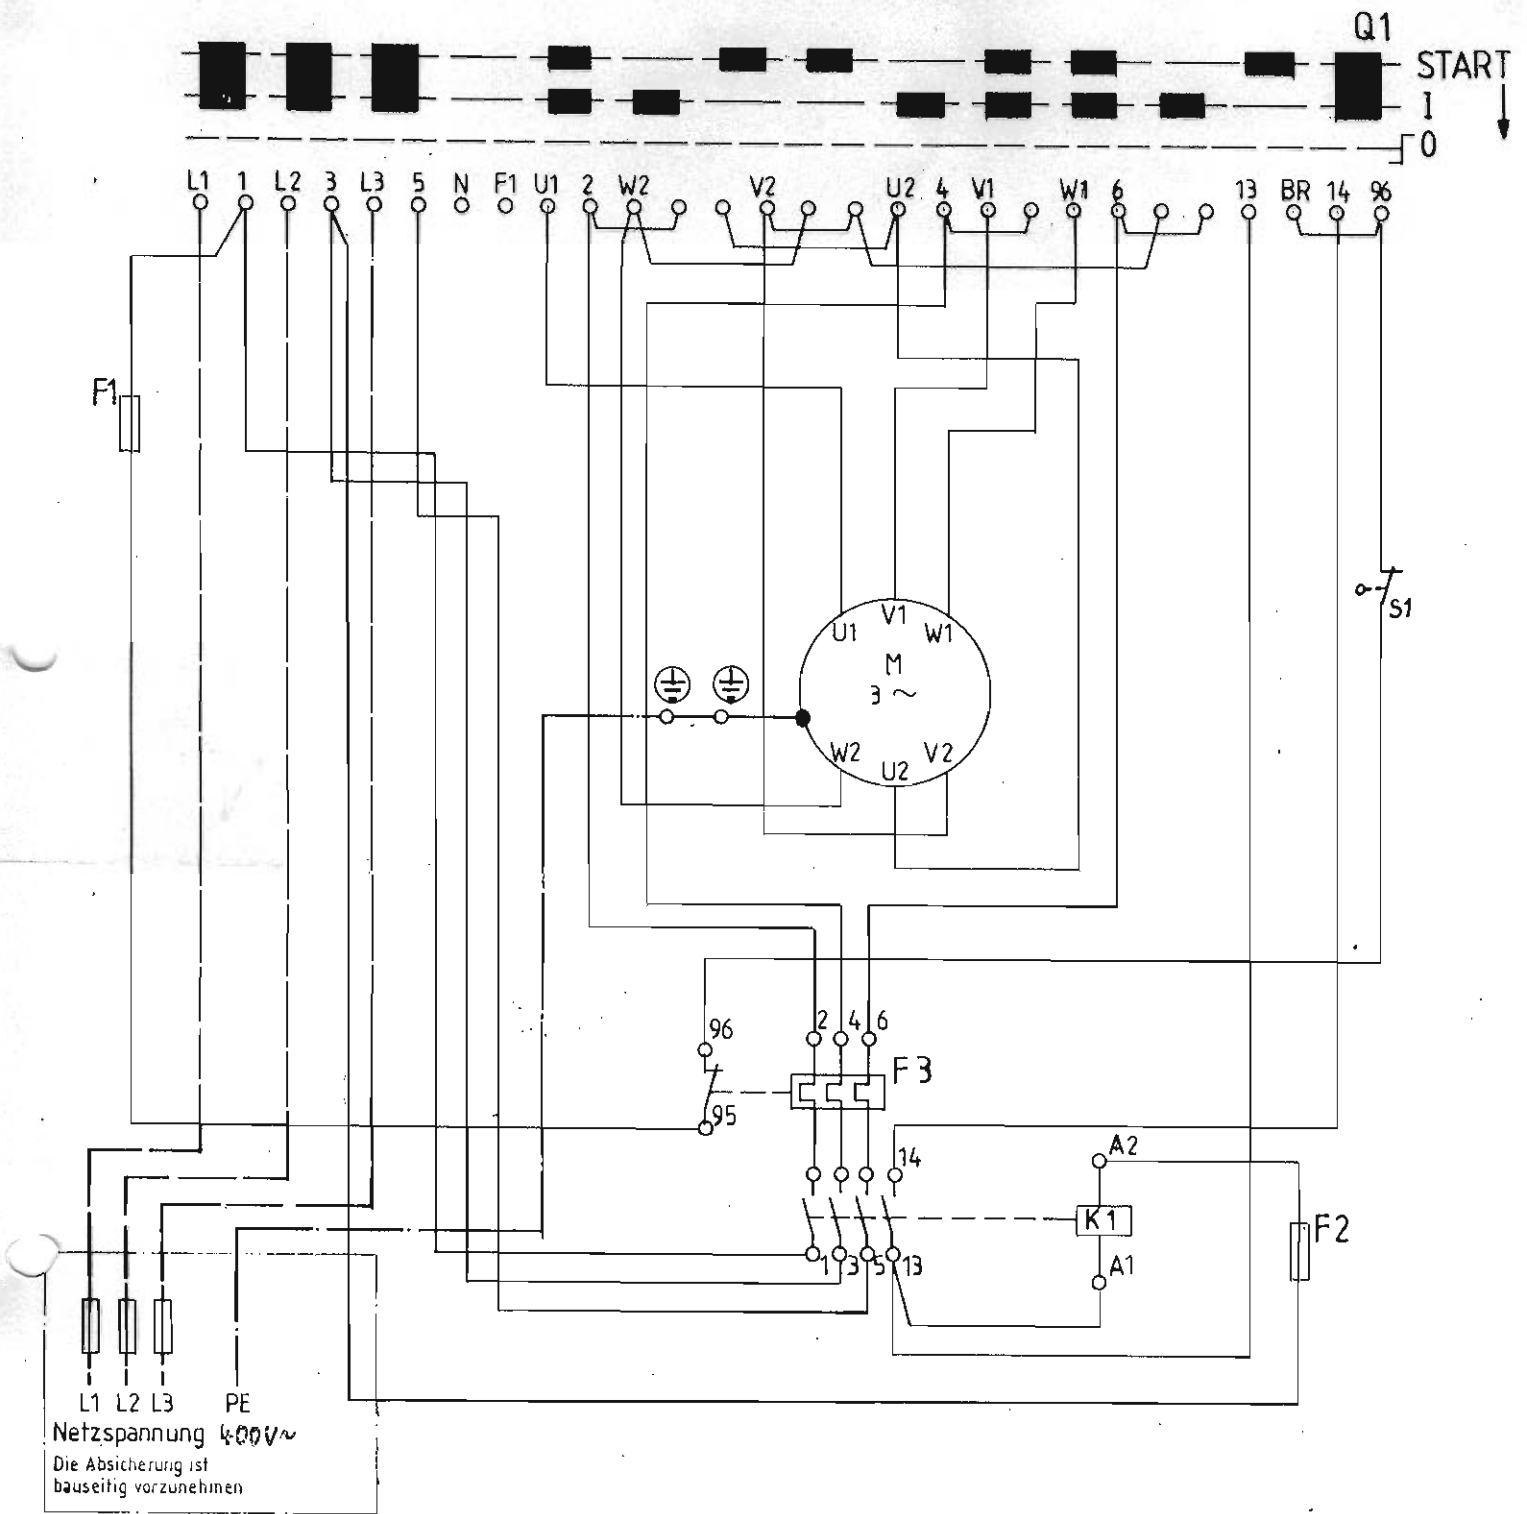 Q1
START
I
0
L1 1 L2 3 L3 5 N F1 U1 2 W2 V2 U2 4 V1 W1 6 13 BR 14 96
F1
S1
U1 V1 W1
M
3 ~
W2 U2 V2
96
2 4 6
F3
95
14
A2
K1
F2
1 3 5 13
A1
L1 L2 L3 PE
Netzspannung 400V~
Die Absicherung ist
bauseitig vorzunehmen